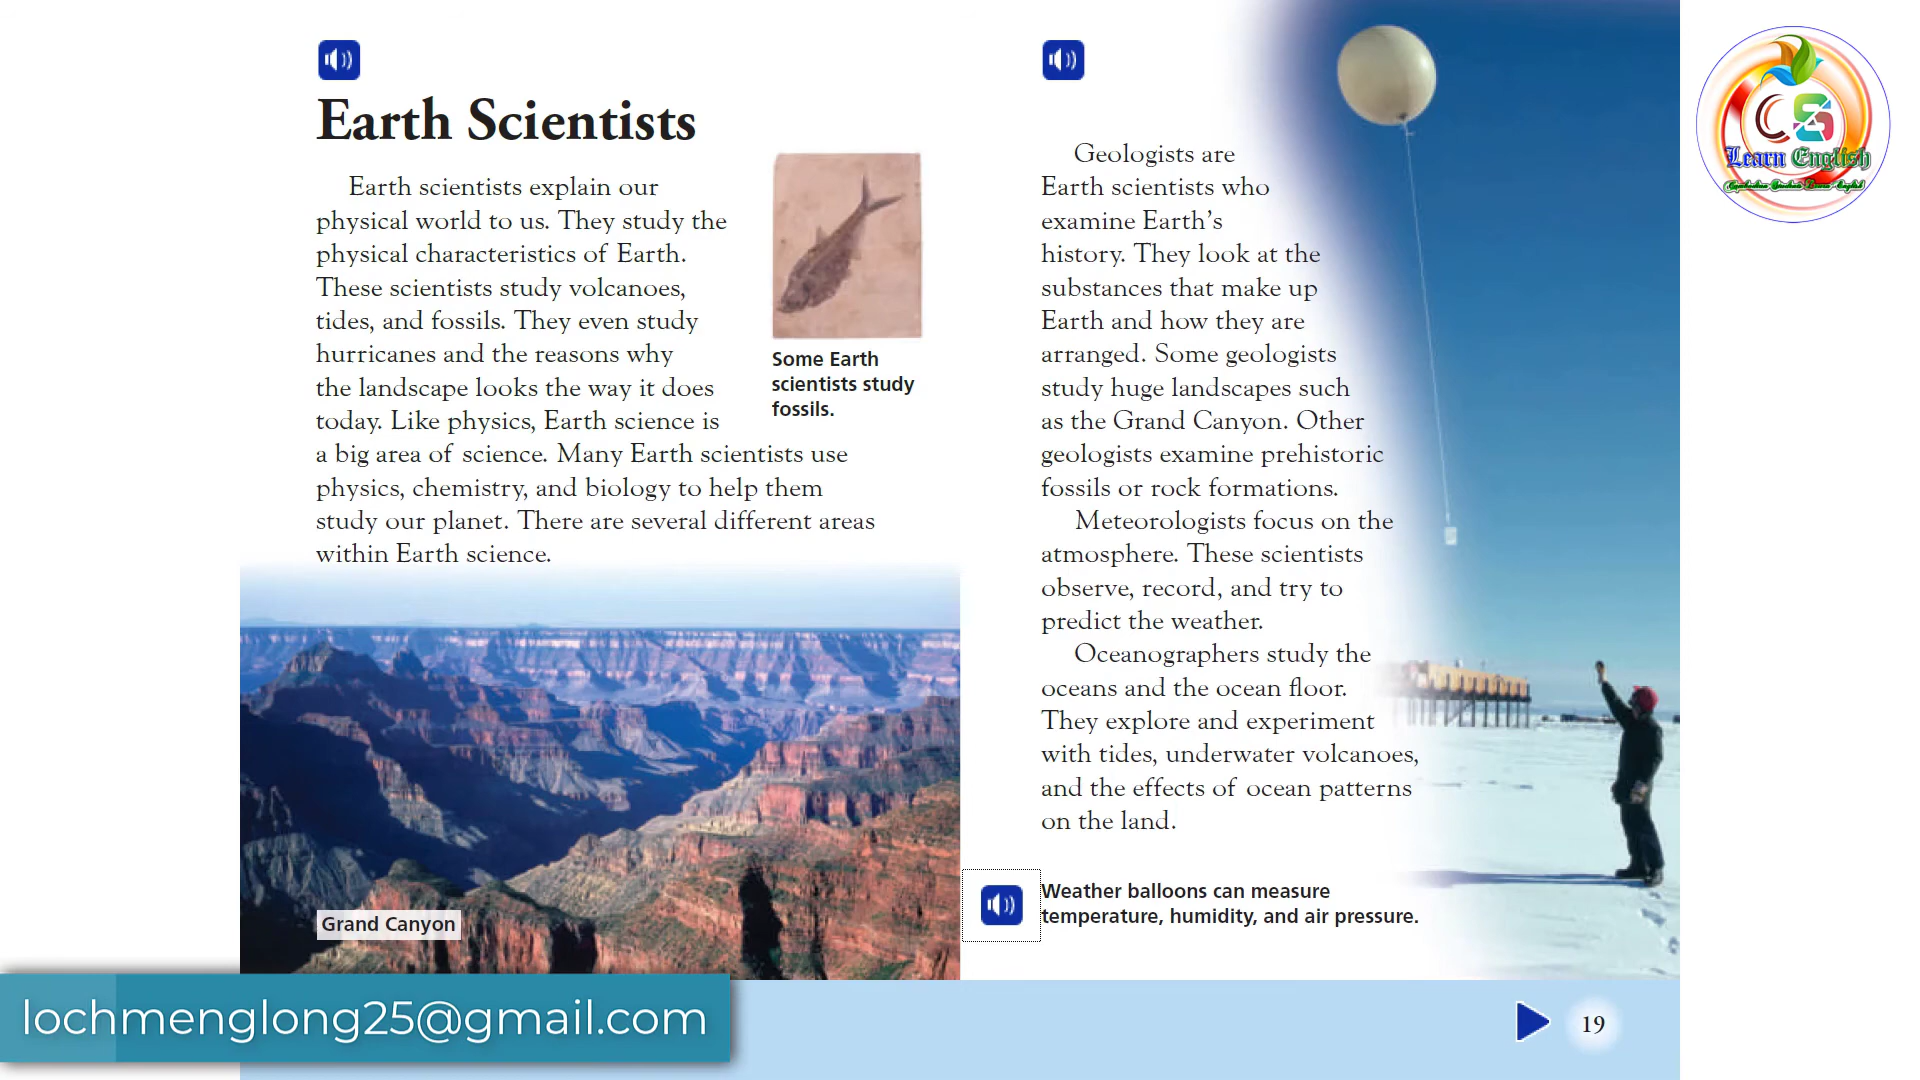 Earth Scientists
Earth scientists explain our
physical world to us. They study the
physical characteristics of Earth.
These scientists study volcanoes,
tides, and fossils. They even study
hurricanes and the reasons why
the landscape looks the way it does
today. Like physics, Earth science is
a big area of science. Many Earth scientists use
physics, chemistry, and biology to help them
study our planet. There are several different areas
within Earth science.
Some Earth
scientists study
fossils.
Grand Canyon
Geologists are
Earth scientists who
examine Earth’s
history. They look at the
substances that make up
Earth and how they are
arranged. Some geologists
study huge landscapes such
as the Grand Canyon. Other
geologists examine prehistoric
fossils or rock formations.
Meteorologists focus on the
atmosphere. These scientists
observe, record, and try to
predict the weather.
Oceanographers study the
oceans and the ocean floor.
They explore and experiment
with tides, underwater volcanoes,
and the effects of ocean patterns
on the land.
Weather balloons can measure
temperature, humidity, and air pressure.
19
CS
Learn English
lochmenglong25@gmail.com